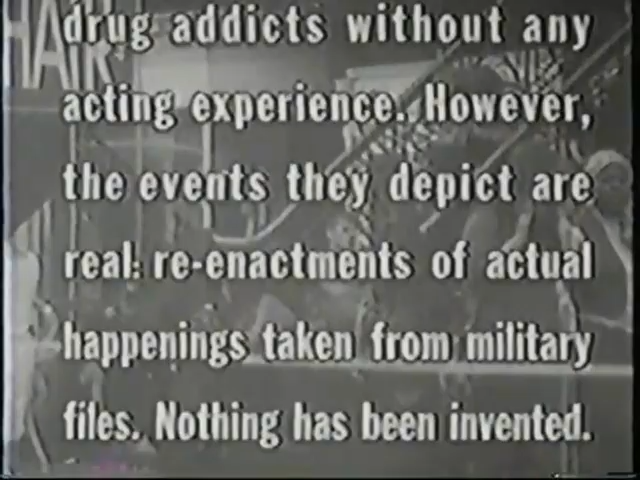 HAIR
drug addicts without any
acting experience. However,
the events they depict are
real: re-enactments of actual
happenings taken from military
files. Nothing has been invented.